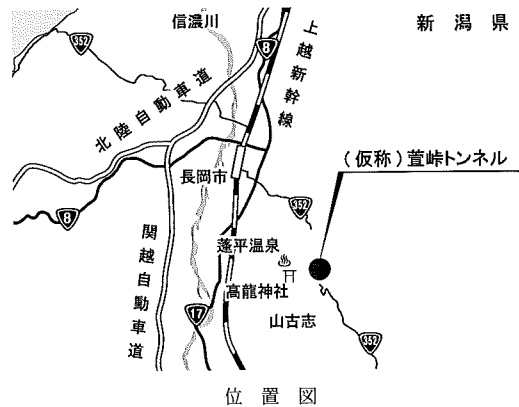 新潟県
信濃川
352
8
上越新幹線
北陸自動車道
(仮称)萱峠トンネル
長岡市
352
8
関越自動車道
蓬平温泉
高龍神社
17
山古志
352
位置図